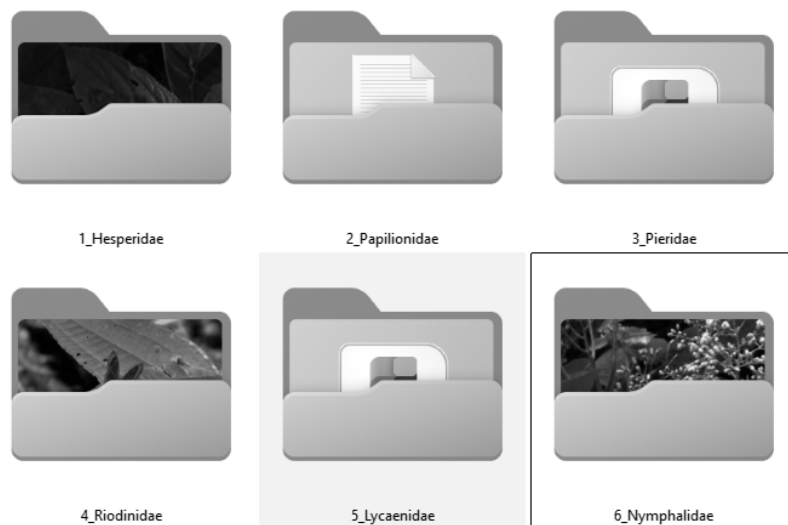 1_Hesperidae
2_Papilionidae
3_Pieridae
4_Riodinidae
5_Lycaenidae
6_Nymphalidae